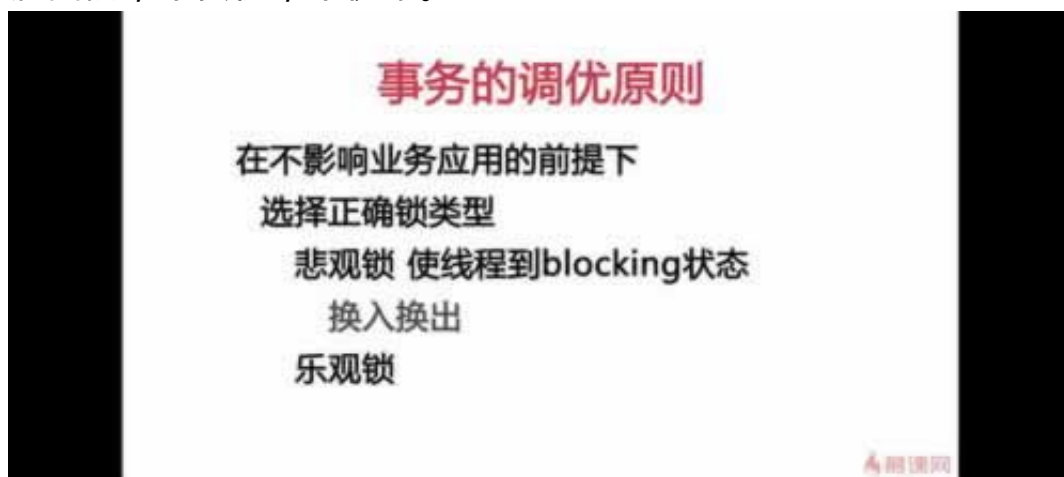 事务的调优原则
在不影响业务应用的前提下
选择正确锁类型
悲观锁 使线程到blocking状态
换入换出
乐观锁
慕课网